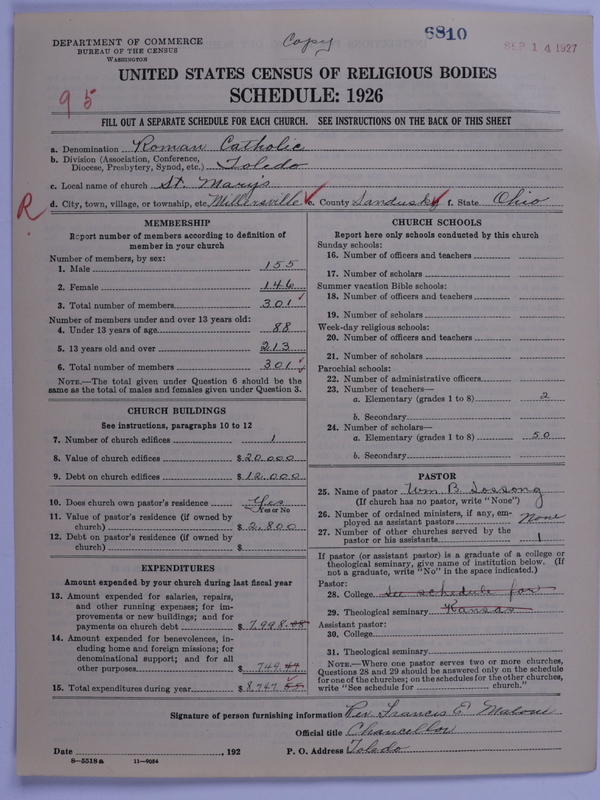 6810
Copy
SEP 14 1927
DEPARTMENT OF COMMERCE
BUREAU OF THE CENSUS
WASHINGTON
UNITED STATES CENSUS OF RELIGIOUS BODIES
SCHEDULE: 1926
95
FILL OUT A SEPARATE SCHEDULE FOR EACH CHURCH. SEE INSTRUCTIONS ON THE BACK OF THIS SHEET
a. Denomination Roman Catholic
b. Division (Association, Conference, Diocese, Presbytery, Synod, etc.) Toledo
c. Local name of church St. Mary's
R
d. City, town, village, or township, etc. Millersville e. County Sandusky f. State Ohio
MEMBERSHIP
Report number of members according to definition of
member in your church
Number of members, by sex:
1. Male 155
2. Female 146
3. Total number of members 301
Number of members under and over 13 years old:
4. Under 13 years of age 88
5. 13 years old and over 213
6. Total number of members 301
NOTE.—The total given under Question 6 should be the
same as the total of males and females given under Question 3.
CHURCH BUILDINGS
See instructions, paragraphs 10 to 12
7. Number of church edifices 1
8. Value of church edifices $20.000
9. Debt on church edifices $12.000
10. Does church own pastor's residence Yes
Yes or No
11. Value of pastor's residence (if owned by
church) $2.800
12. Debt on pastor's residence (if owned by
church) $
EXPENDITURES
Amount expended by your church during last fiscal year
13. Amount expended for salaries, repairs,
and other running expenses; for im-
provements or new buildings; and for
payments on church debt $7,998.
14. Amount expended for benevolences, in-
cluding home and foreign missions; for
denominational support; and for all
other purposes $749.
15. Total expenditures during year $8,747
CHURCH SCHOOLS
Report here only schools conducted by this church
Sunday schools:
16. Number of officers and teachers
17. Number of scholars
Summer vacation Bible schools:
18. Number of officers and teachers
19. Number of scholars
Week-day religious schools:
20. Number of officers and teachers
21. Number of scholars
Parochial schools:
22. Number of administrative officers
23. Number of teachers—
a. Elementary (grades 1 to 8) 2
b. Secondary
24. Number of scholars—
a. Elementary (grades 1 to 8) 50
b. Secondary
PASTOR
25. Name of pastor Wm B.
(If church has no pastor, write "None")
26. Number of ordained ministers, if any, em-
ployed as assistant pastors None
27. Number of other churches served by the
pastor or his assistants 1
If pastor (or assistant pastor) is a graduate of a college or
theological seminary, give name of institution below. (If
not a graduate, write "No" in the space indicated.)
Pastor:
28. College See schedule for
29. Theological seminary Kansas
Assistant pastor:
30. College
31. Theological seminary
NOTE.—Where one pastor serves two or more churches,
Questions 28 and 29 should be answered only on the schedule
for one of the churches; on the schedules for the other churches,
write "See schedule for church."
Signature of person furnishing information Rev. Francis E. Malone
Official title Chancellor
Date , 192 P. O. Address Toledo
8—5518a 11—9054